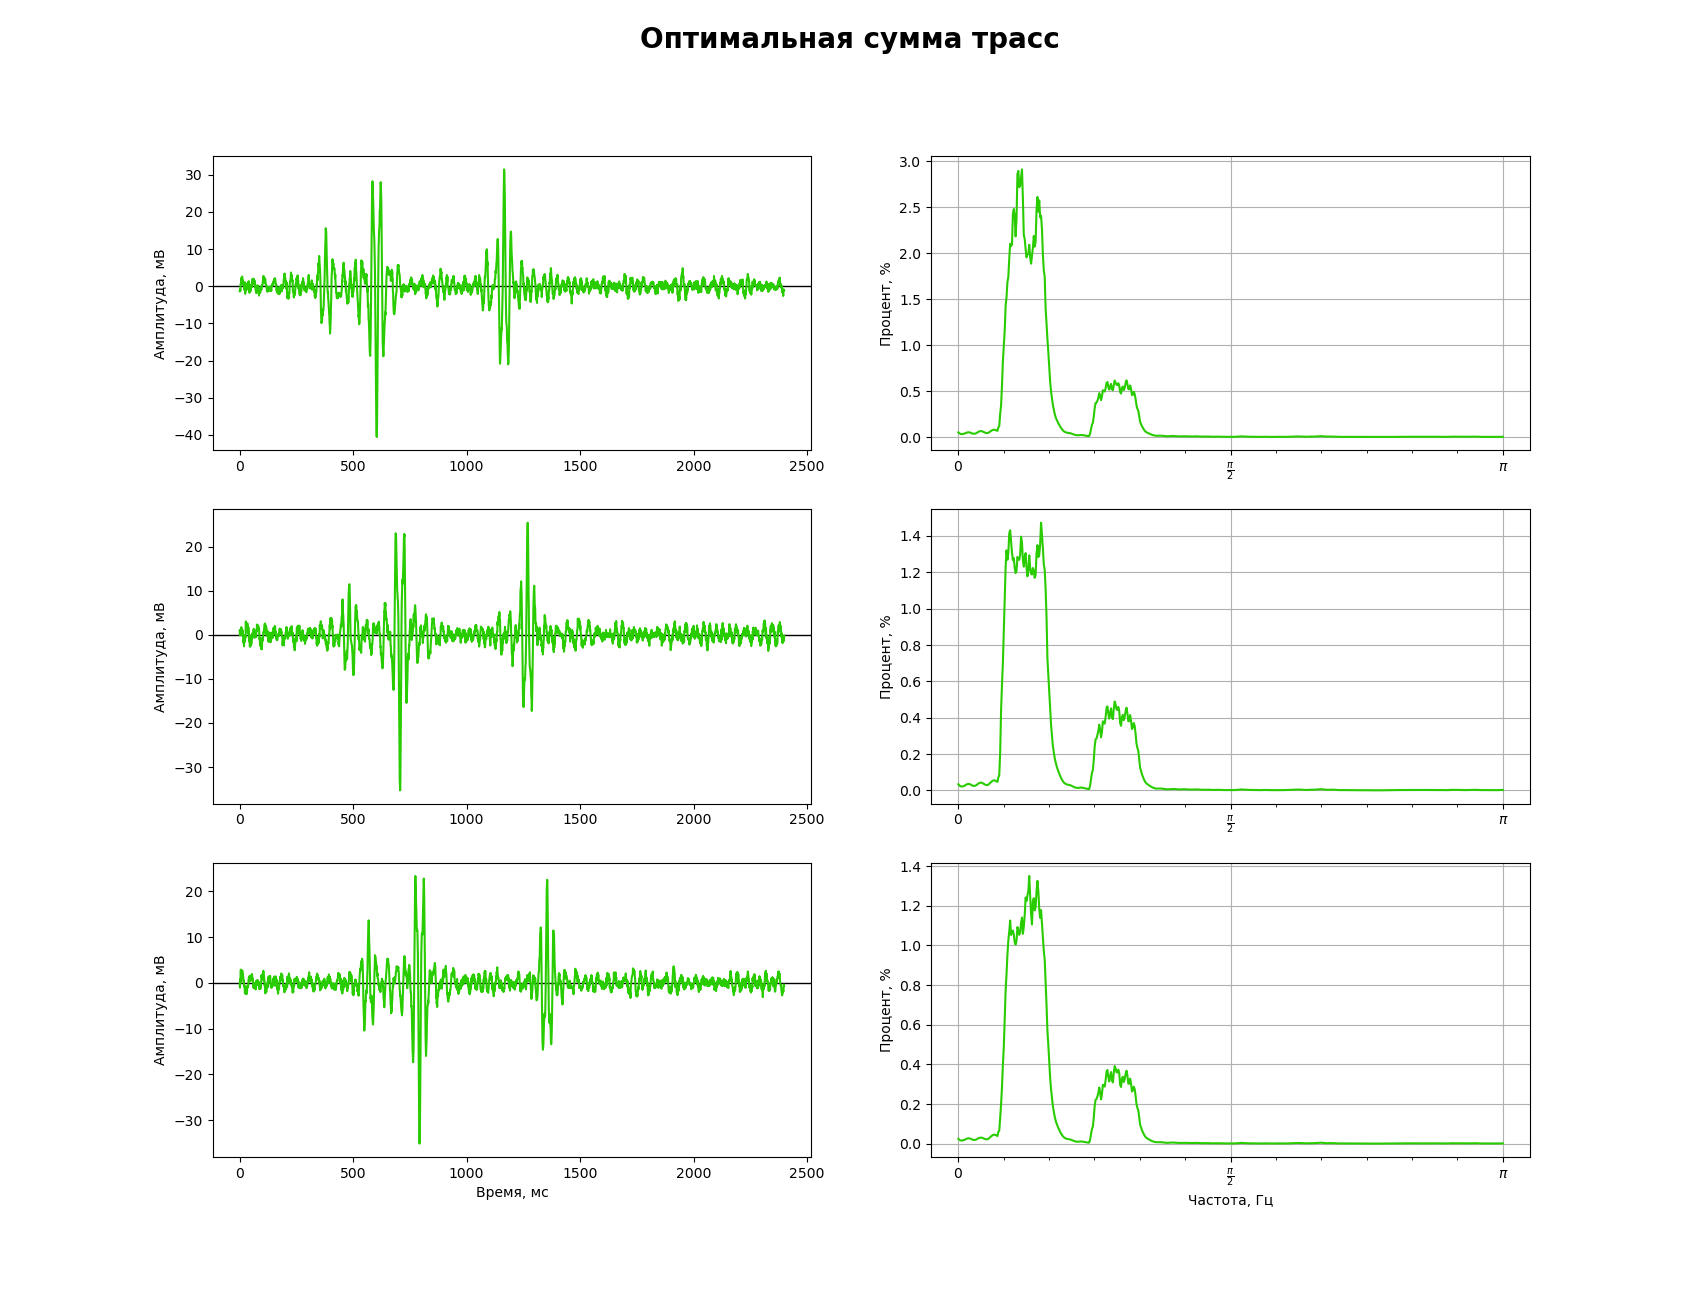 Оптимальная сумма трасс
Амплитуда, мВ
30
20
10
0
−10
−20
−30
−40
0 500 1000 1500 2000 2500
Процент, %
3.0
2.5
2.0
1.5
1.0
0.5
0.0
0 π/2 π
Амплитуда, мВ
20
10
0
−10
−20
−30
0 500 1000 1500 2000 2500
Процент, %
1.4
1.2
1.0
0.8
0.6
0.4
0.2
0.0
0 π/2 π
Амплитуда, мВ
20
10
0
−10
−20
−30
0 500 1000 1500 2000 2500
Время, мс
Процент, %
1.4
1.2
1.0
0.8
0.6
0.4
0.2
0.0
0 π/2 π
Частота, Гц